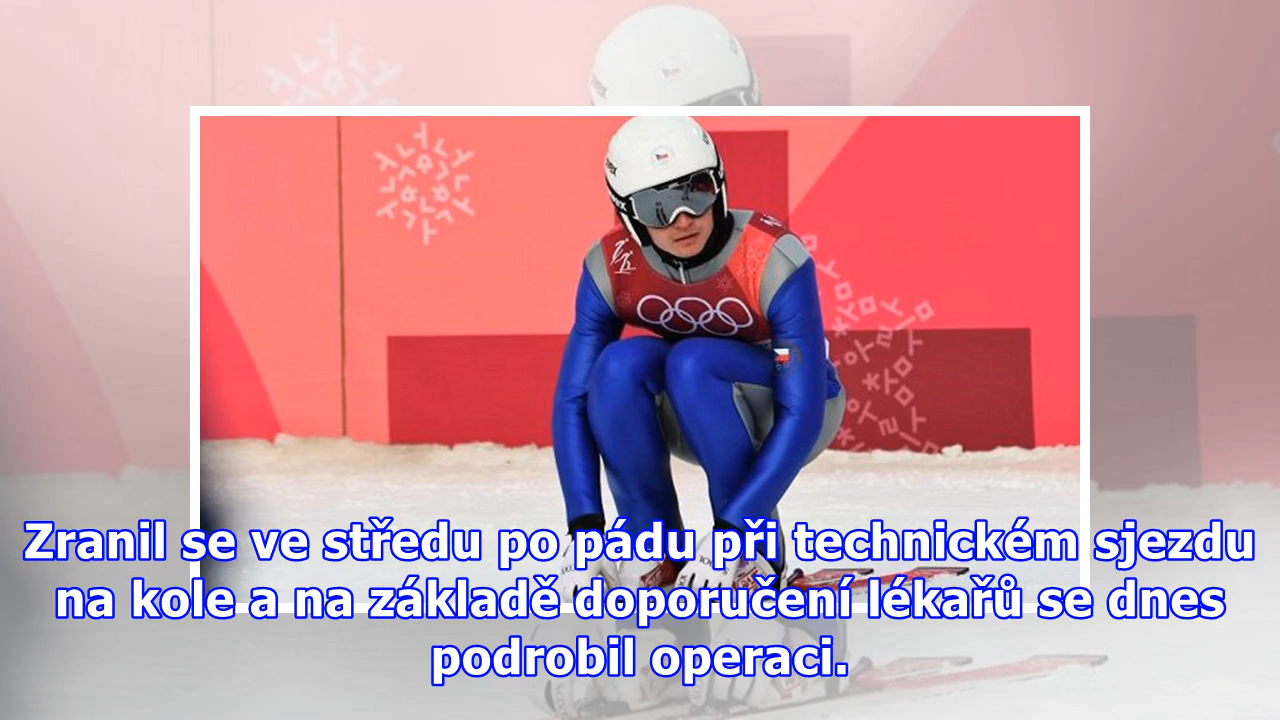 Zranil se ve středu po pádu při technickém sjezdu
na kole a na základě doporučení lékařů se dnes
podrobil operaci.